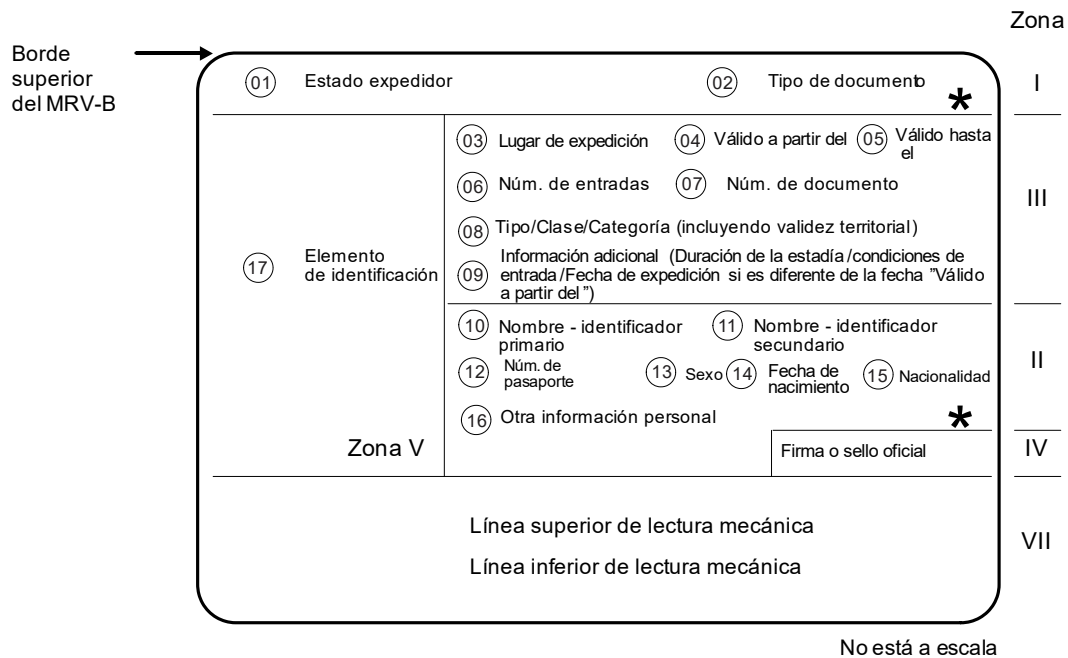 Zona
Borde
superior
del MRV-B
01 Estado expedidor 02 Tipo de documento *
I
03 Lugar de expedición 04 Válido a partir del 05 Válido hasta
el
06 Núm. de entradas 07 Núm. de documento
III
08 Tipo/Clase/Categoría (incluyendo validez territorial)
17 Elemento
de identificación
09 Información adicional (Duración de la estadía/condiciones de
entrada/Fecha de expedición si es diferente de la fecha ”Válido
a partir del”)
10 Nombre - identificador
primario
11 Nombre - identificador
secundario
II
12 Núm. de
pasaporte
13 Sexo
14 Fecha de
nacimiento
15 Nacionalidad
16 Otra información personal *
Zona V
Firma o sello oficial
IV
Línea superior de lectura mecánica
VII
Línea inferior de lectura mecánica
No está a escala